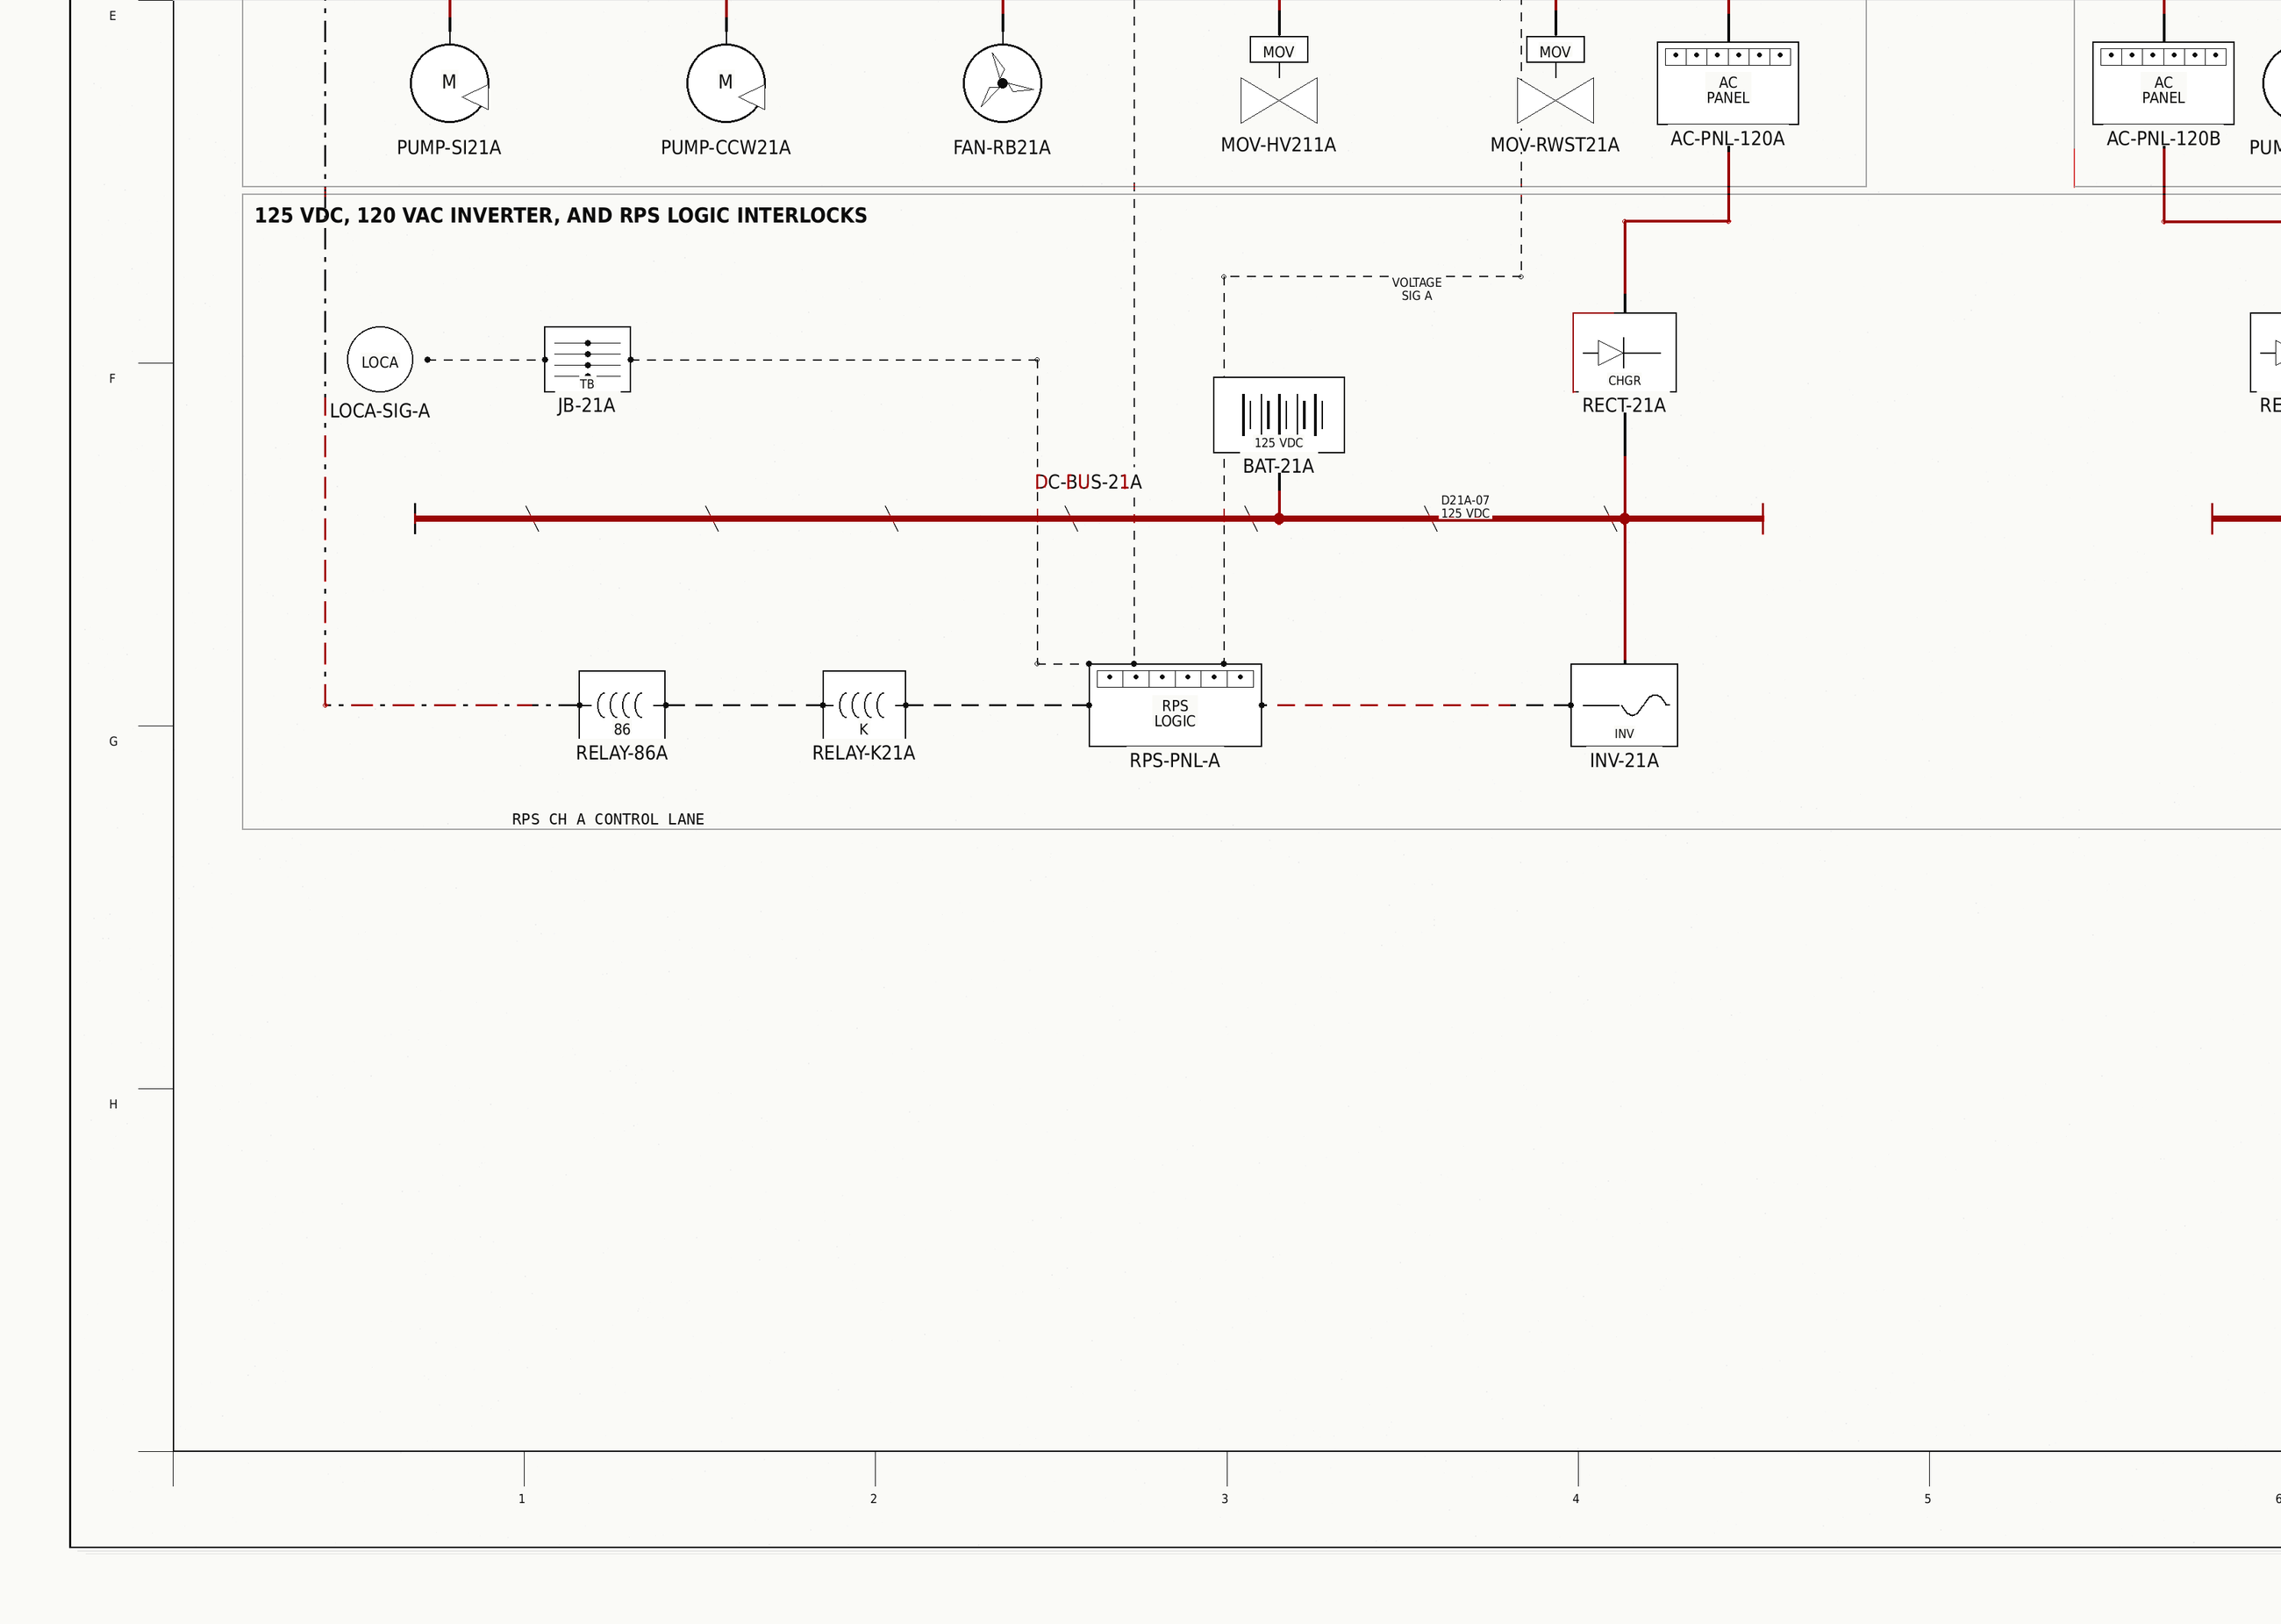 E
M
M
MOV
MOV
AC
PANEL
AC
PANEL
PUMP-SI21A
PUMP-CCW21A
FAN-RB21A
MOV-HV211A
MOV-RWST21A
AC-PNL-120A
AC-PNL-120B
PUM
125 VDC, 120 VAC INVERTER, AND RPS LOGIC INTERLOCKS
VOLTAGE
SIG A
F
LOCA
LOCA-SIG-A
TB
JB-21A
125 VDC
BAT-21A
CHGR
RECT-21A
RE
DC-BUS-21A
D21A-07
125 VDC
G
86
RELAY-86A
K
RELAY-K21A
RPS
LOGIC
RPS-PNL-A
INV
INV-21A
RPS CH A CONTROL LANE
H
1
2
3
4
5
6